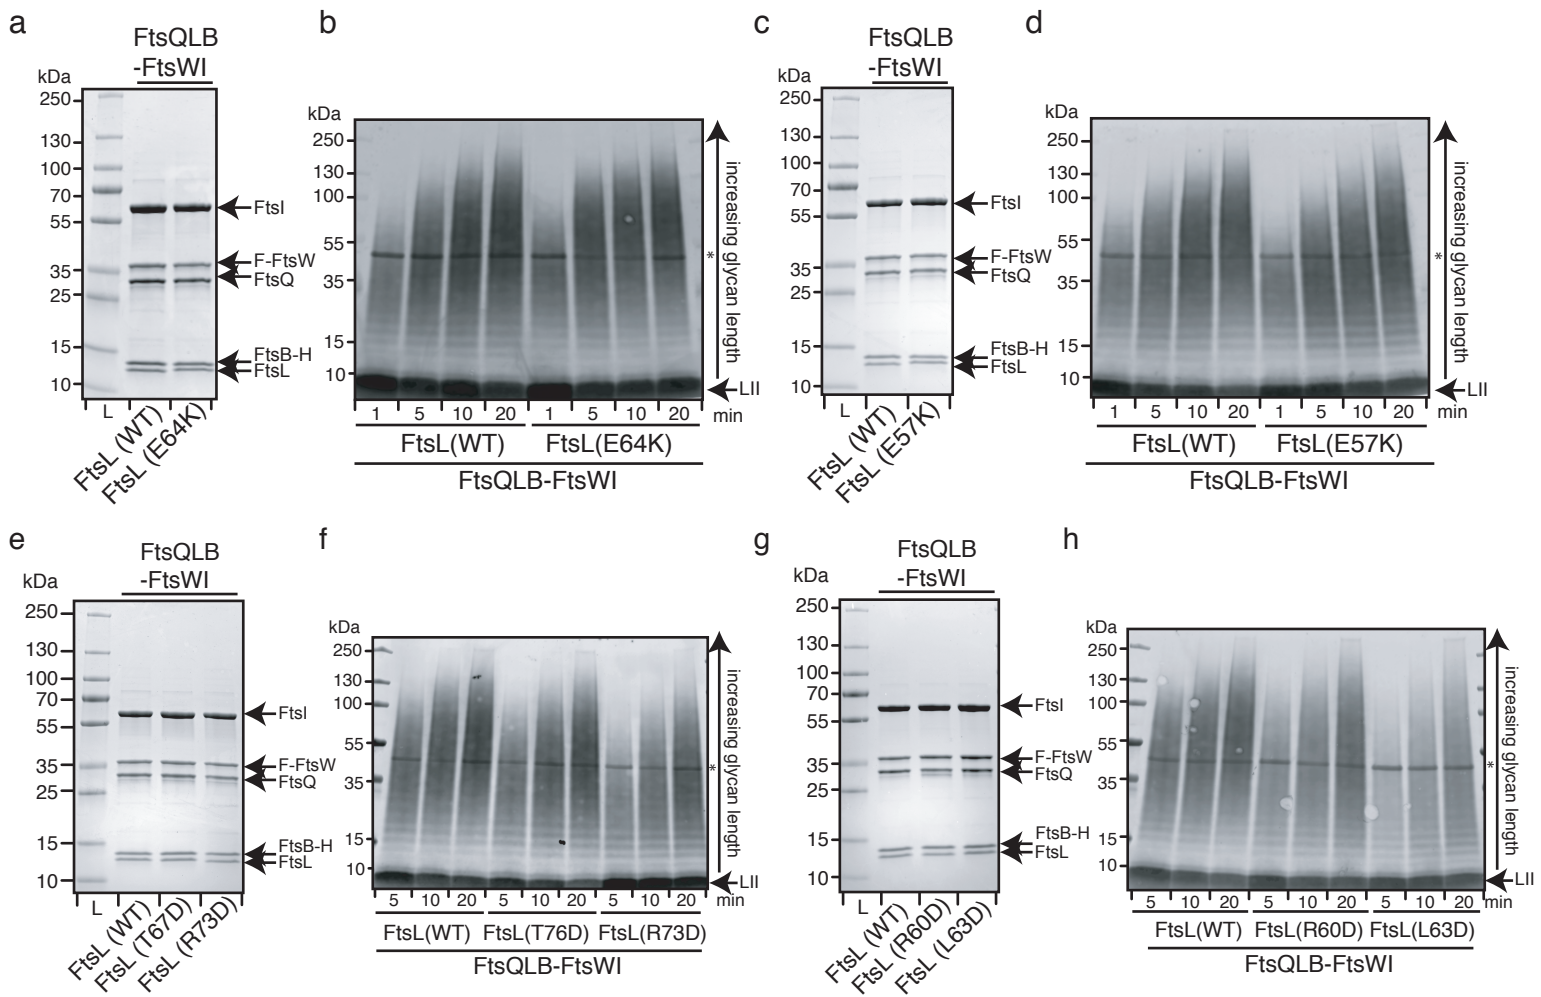 a
FtsQLB
-FtsWI
kDa
250
130
100
70
55
35
25
15
10
FtsI
F-FtsW
FtsQ
FtsB-H
FtsL
L
FtsL (WT)
FtsL (E64K)
b
kDa
250
130
100
55
35
15
10
increasing glycan length
*
LII
1 5 10 20 1 5 10 20 min
FtsL(WT) FtsL(E64K)
FtsQLB-FtsWI
c
FtsQLB
-FtsWI
kDa
250
130
100
70
55
35
25
15
10
FtsI
F-FtsW
FtsQ
FtsB-H
FtsL
L
FtsL (WT)
FtsL (E57K)
d
kDa
250
130
100
55
35
15
10
increasing glycan length
*
LII
1 5 10 20 1 5 10 20 min
FtsL(WT) FtsL(E57K)
FtsQLB-FtsWI
e
FtsQLB
-FtsWI
kDa
250
130
100
70
55
35
25
15
10
FtsI
F-FtsW
FtsQ
FtsB-H
FtsL
L
FtsL (WT)
FtsL (T67D)
FtsL (R73D)
f
kDa
250
130
100
55
35
15
10
increasing glycan length
*
LII
5 10 20 5 10 20 5 10 20 min
FtsL(WT) FtsL(T76D) FtsL(R73D)
FtsQLB-FtsWI
g
FtsQLB
-FtsWI
kDa
250
130
100
70
55
35
25
15
10
FtsI
F-FtsW
FtsQ
FtsB-H
FtsL
L
FtsL (WT)
FtsL (R60D)
FtsL (L63D)
h
kDa
250
130
100
55
35
15
10
increasing glycan length
*
LII
5 10 20 5 10 20 5 10 20 min
FtsL(WT) FtsL(R60D) FtsL(L63D)
FtsQLB-FtsWI